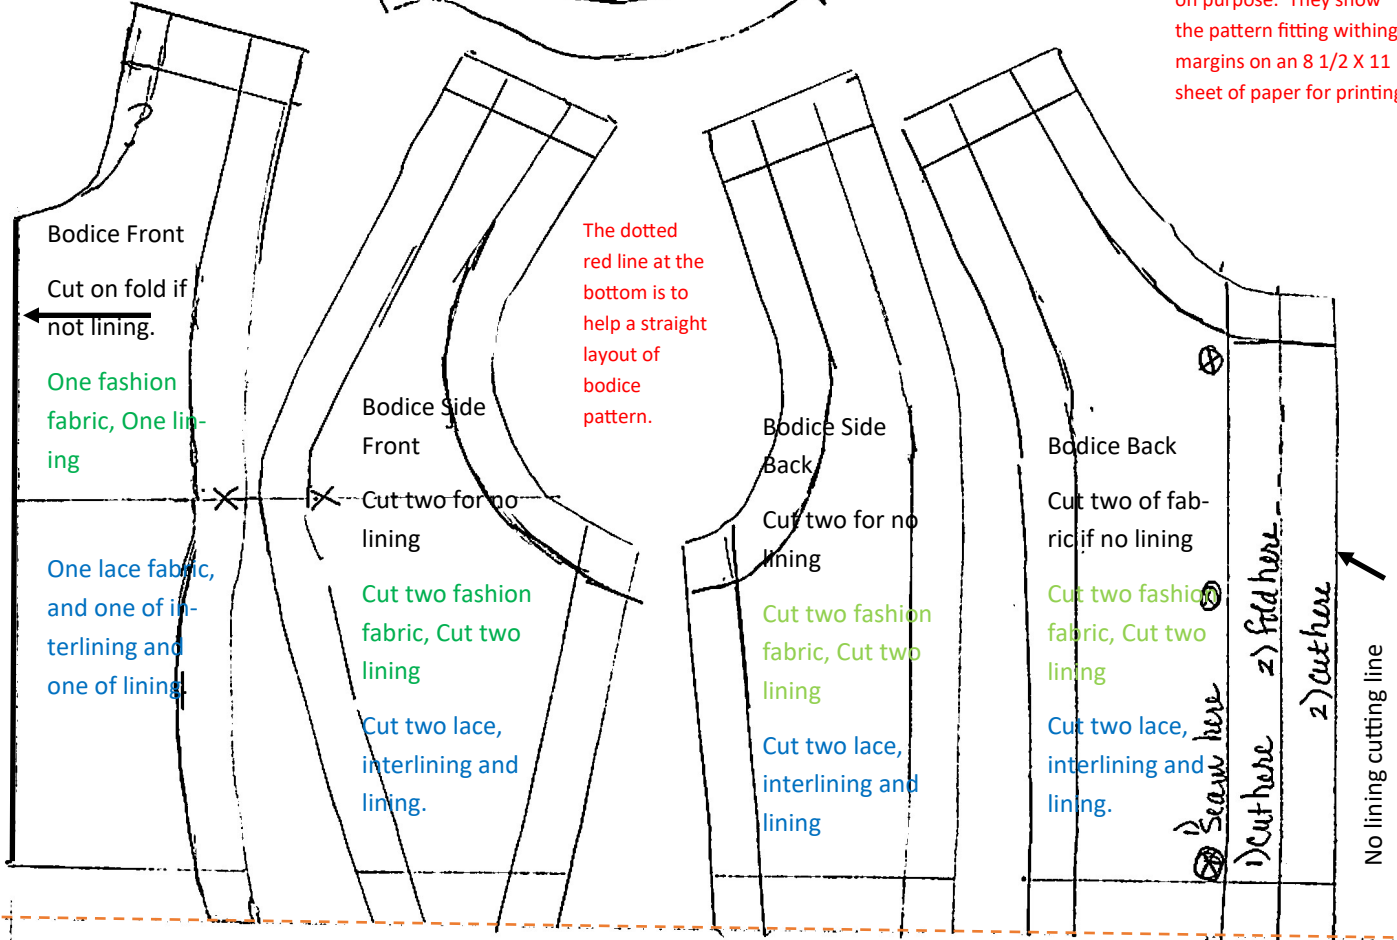 on purpose. They show
the pattern fitting withing
margins on an 8 1/2 X 11
sheet of paper for printing
Bodice Front
Cut on fold if
not lining.
One fashion
fabric, One lin-
ing
One lace fabric,
and one of in-
terlining and
one of lining.
Bodice Side
Front
Cut two for no
lining
Cut two fashion
fabric, Cut two
lining
Cut two lace,
interlining and
lining.
The dotted
red line at the
bottom is to
help a straight
layout of
bodice
pattern.
Bodice Side
Back
Cut two for no
lining
Cut two fashion
fabric, Cut two
lining
Cut two lace,
interlining and
lining
Bodice Back
Cut two of fab-
ric if no lining
Cut two fashion
fabric, Cut two
lining
Cut two lace,
interlining and
lining.
1) Seam here
1) Cut here
2) fold here
2) cut here
No lining cutting line